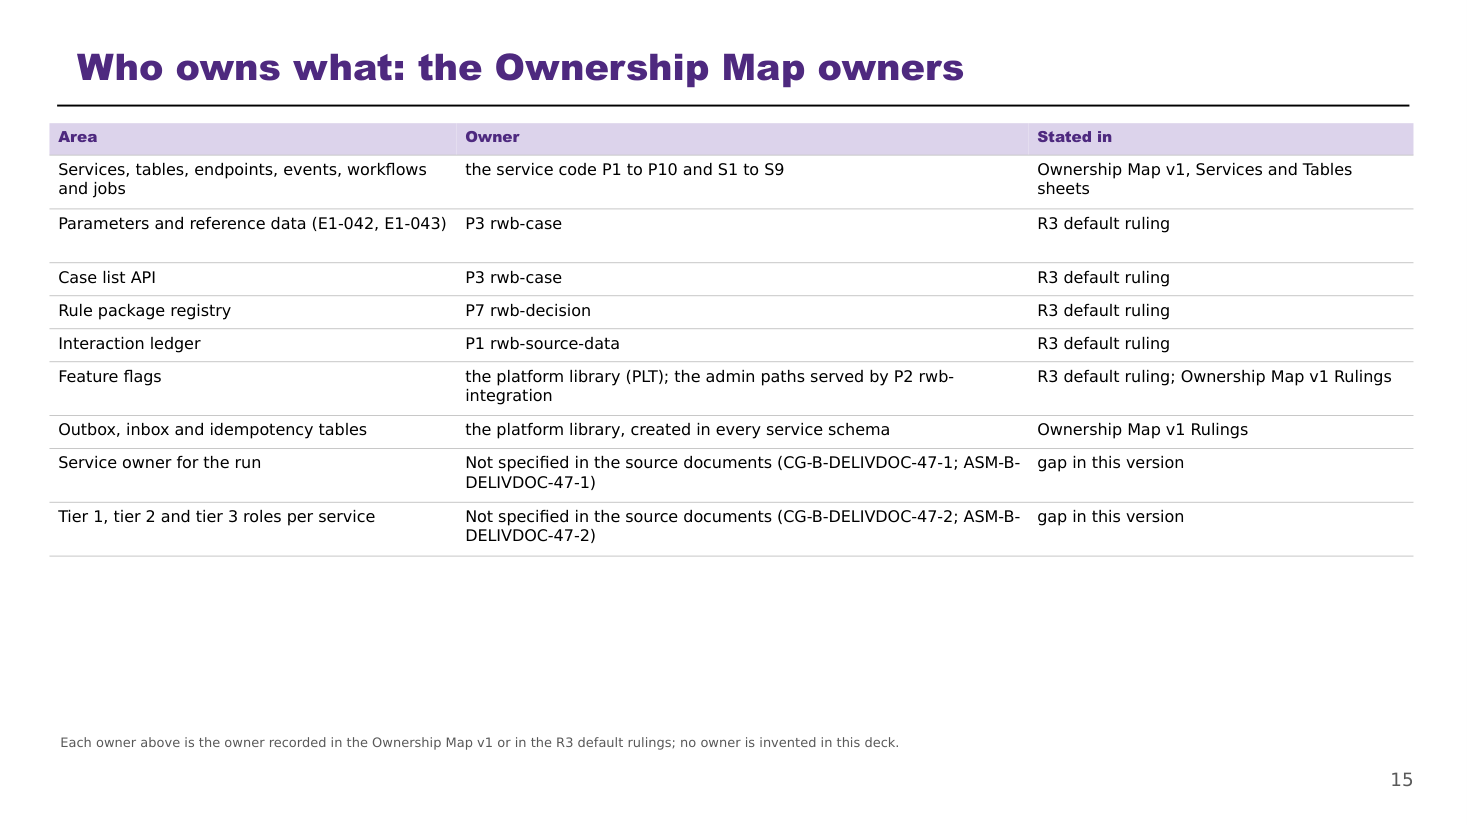 Who owns what: the Ownership Map owners
Area
Owner
Stated in
Services, tables, endpoints, events, workflows
and jobs
the service code P1 to P10 and S1 to S9
Ownership Map v1, Services and Tables
sheets
Parameters and reference data (E1-042, E1-043)
P3 rwb-case
R3 default ruling
Case list API
P3 rwb-case
R3 default ruling
Rule package registry
P7 rwb-decision
R3 default ruling
Interaction ledger
P1 rwb-source-data
R3 default ruling
Feature flags
the platform library (PLT); the admin paths served by P2 rwb-
integration
R3 default ruling; Ownership Map v1 Rulings
Outbox, inbox and idempotency tables
the platform library, created in every service schema
Ownership Map v1 Rulings
Service owner for the run
Not specified in the source documents (CG-B-DELIVDOC-47-1; ASM-B-
DELIVDOC-47-1)
gap in this version
Tier 1, tier 2 and tier 3 roles per service
Not specified in the source documents (CG-B-DELIVDOC-47-2; ASM-B-
DELIVDOC-47-2)
gap in this version
Each owner above is the owner recorded in the Ownership Map v1 or in the R3 default rulings; no owner is invented in this deck.
15